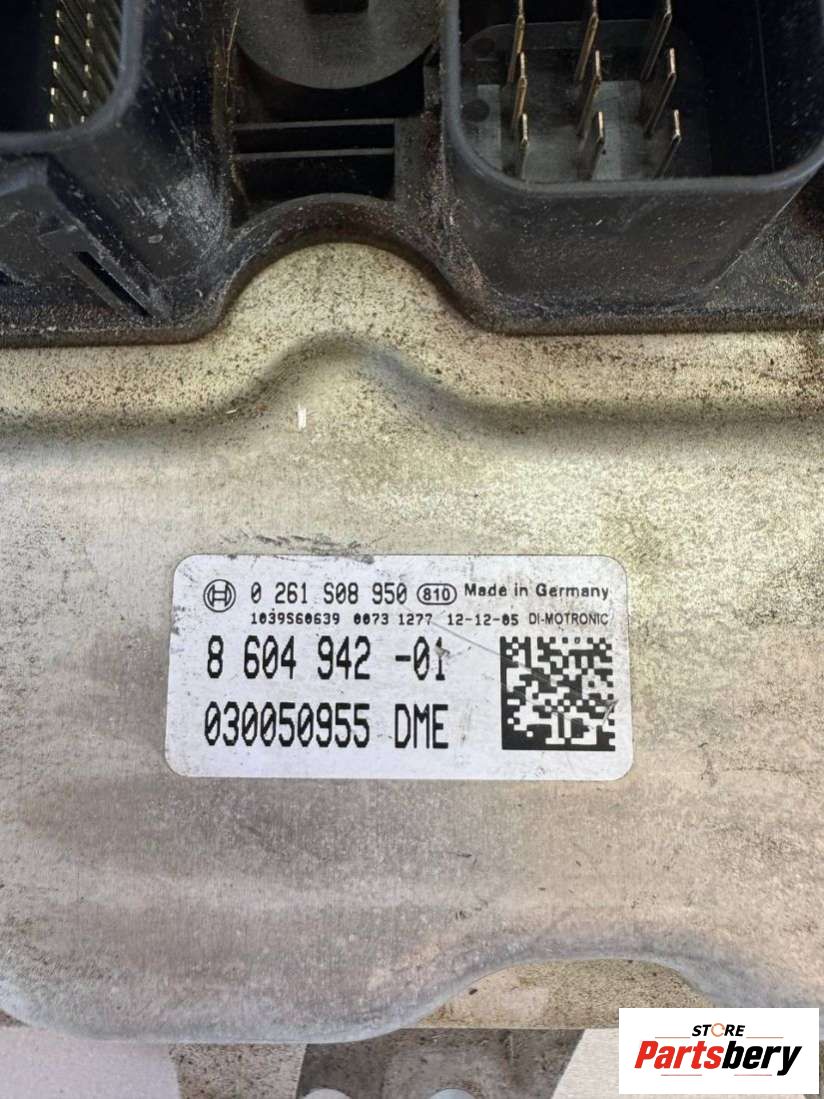 0 261 S08 950 810 Made in Germany
1039S60639 0073 1277 12-12-05 DI-MOTRONIC
8 604 942 -01
030050955 DME
STORE
Partsbery